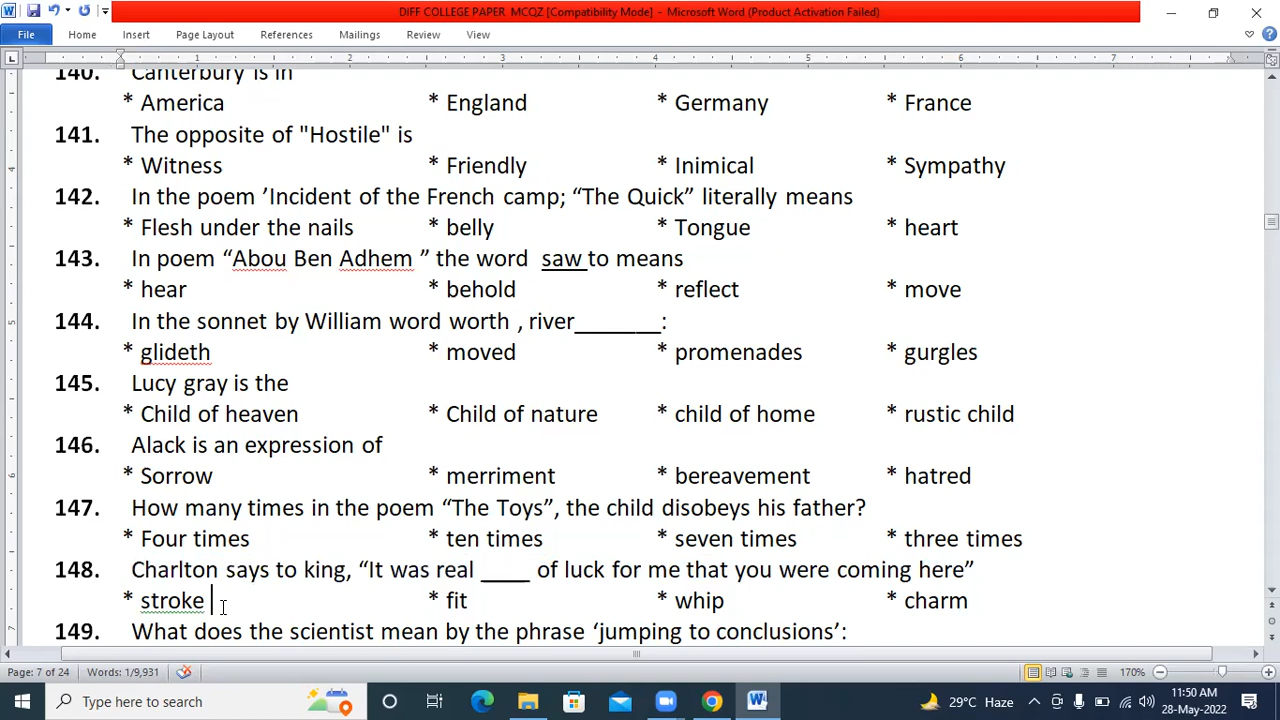 DIFF COLLEGE PAPER MCQZ [Compatibility Mode] - Microsoft Word (Product Activation Failed)
File Home Insert Page Layout References Mailings Review View
1 2 3 4 5 6 7
140. Canterbury is in
* America * England * Germany * France
141. The opposite of "Hostile" is
* Witness * Friendly * Inimical * Sympathy
142. In the poem ’Incident of the French camp; “The Quick” literally means
* Flesh under the nails * belly * Tongue * heart
143. In poem “Abou Ben Adhem ” the word saw to means
* hear * behold * reflect * move
144. In the sonnet by William word worth , river_______:
* glideth * moved * promenades * gurgles
145. Lucy gray is the
* Child of heaven * Child of nature * child of home * rustic child
146. Alack is an expression of
* Sorrow * merriment * bereavement * hatred
147. How many times in the poem “The Toys”, the child disobeys his father?
* Four times * ten times * seven times * three times
148. Charlton says to king, “It was real ____ of luck for me that you were coming here”
* stroke * fit * whip * charm
149. What does the scientist mean by the phrase ‘jumping to conclusions’:
Page: 7 of 24 Words: 1/9,931 170%
Type here to search 29°C Haze 11:50 AM
28-May-2022